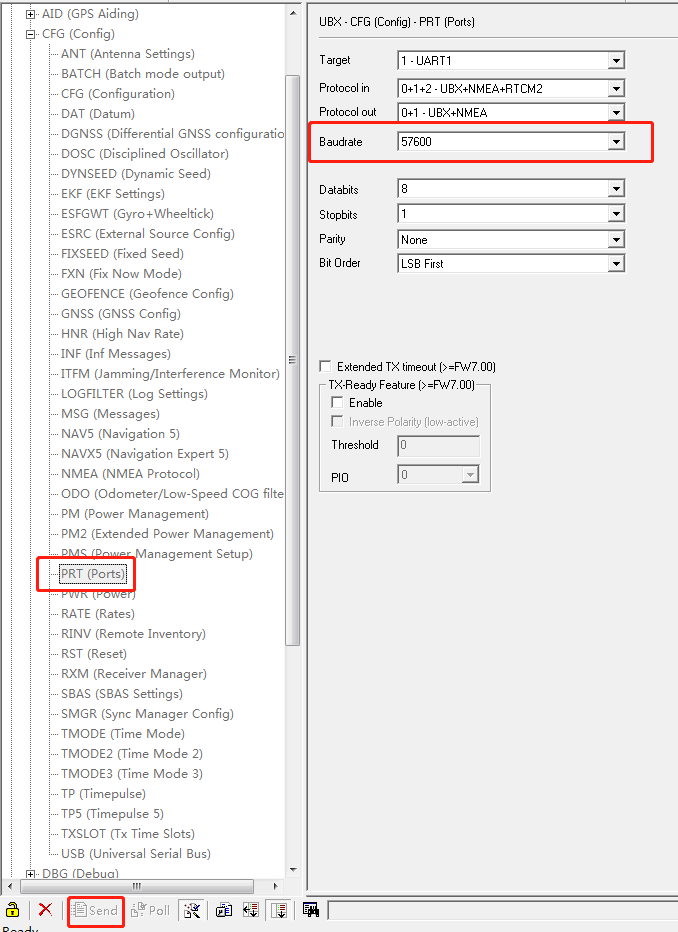 AID (GPS Aiding)
CFG (Config)
ANT (Antenna Settings)
BATCH (Batch mode output)
CFG (Configuration)
DAT (Datum)
DGNSS (Differential GNSS configuratio
DOSC (Disciplined Oscillator)
DYNSEED (Dynamic Seed)
EKF (EKF Settings)
ESFGWT (Gyro+Wheeltick)
ESRC (External Source Config)
FIXSEED (Fixed Seed)
FXN (Fix Now Mode)
GEOFENCE (Geofence Config)
GNSS (GNSS Config)
HNR (High Nav Rate)
INF (Inf Messages)
ITFM (Jamming/Interference Monitor)
LOGFILTER (Log Settings)
MSG (Messages)
NAV5 (Navigation 5)
NAVX5 (Navigation Expert 5)
NMEA (NMEA Protocol)
ODO (Odometer/Low-Speed COG filte
PM (Power Management)
PM2 (Extended Power Management)
PMS (Power Management Setup)
PRT (Ports)
PWR (Power)
RATE (Rates)
RINV (Remote Inventory)
RST (Reset)
RXM (Receiver Manager)
SBAS (SBAS Settings)
SMGR (Sync Manager Config)
TMODE (Time Mode)
TMODE2 (Time Mode 2)
TMODE3 (Time Mode 3)
TP (Timepulse)
TP5 (Timepulse 5)
TXSLOT (Tx Time Slots)
USB (Universal Serial Bus)
DBG (Debug)
UBX - CFG (Config) - PRT (Ports)
Target 1 - UART1
Protocol in 0+1+2 - UBX+NMEA+RTCM2
Protocol out 0+1 - UBX+NMEA
Baudrate 57600
Databits 8
Stopbits 1
Parity None
Bit Order LSB First
Extended TX timeout (>=FW7.00)
TX-Ready Feature (>=FW7.00)
Enable
Inverse Polarity (low-active)
Threshold 0
PIO 0
Send Poll
Ready